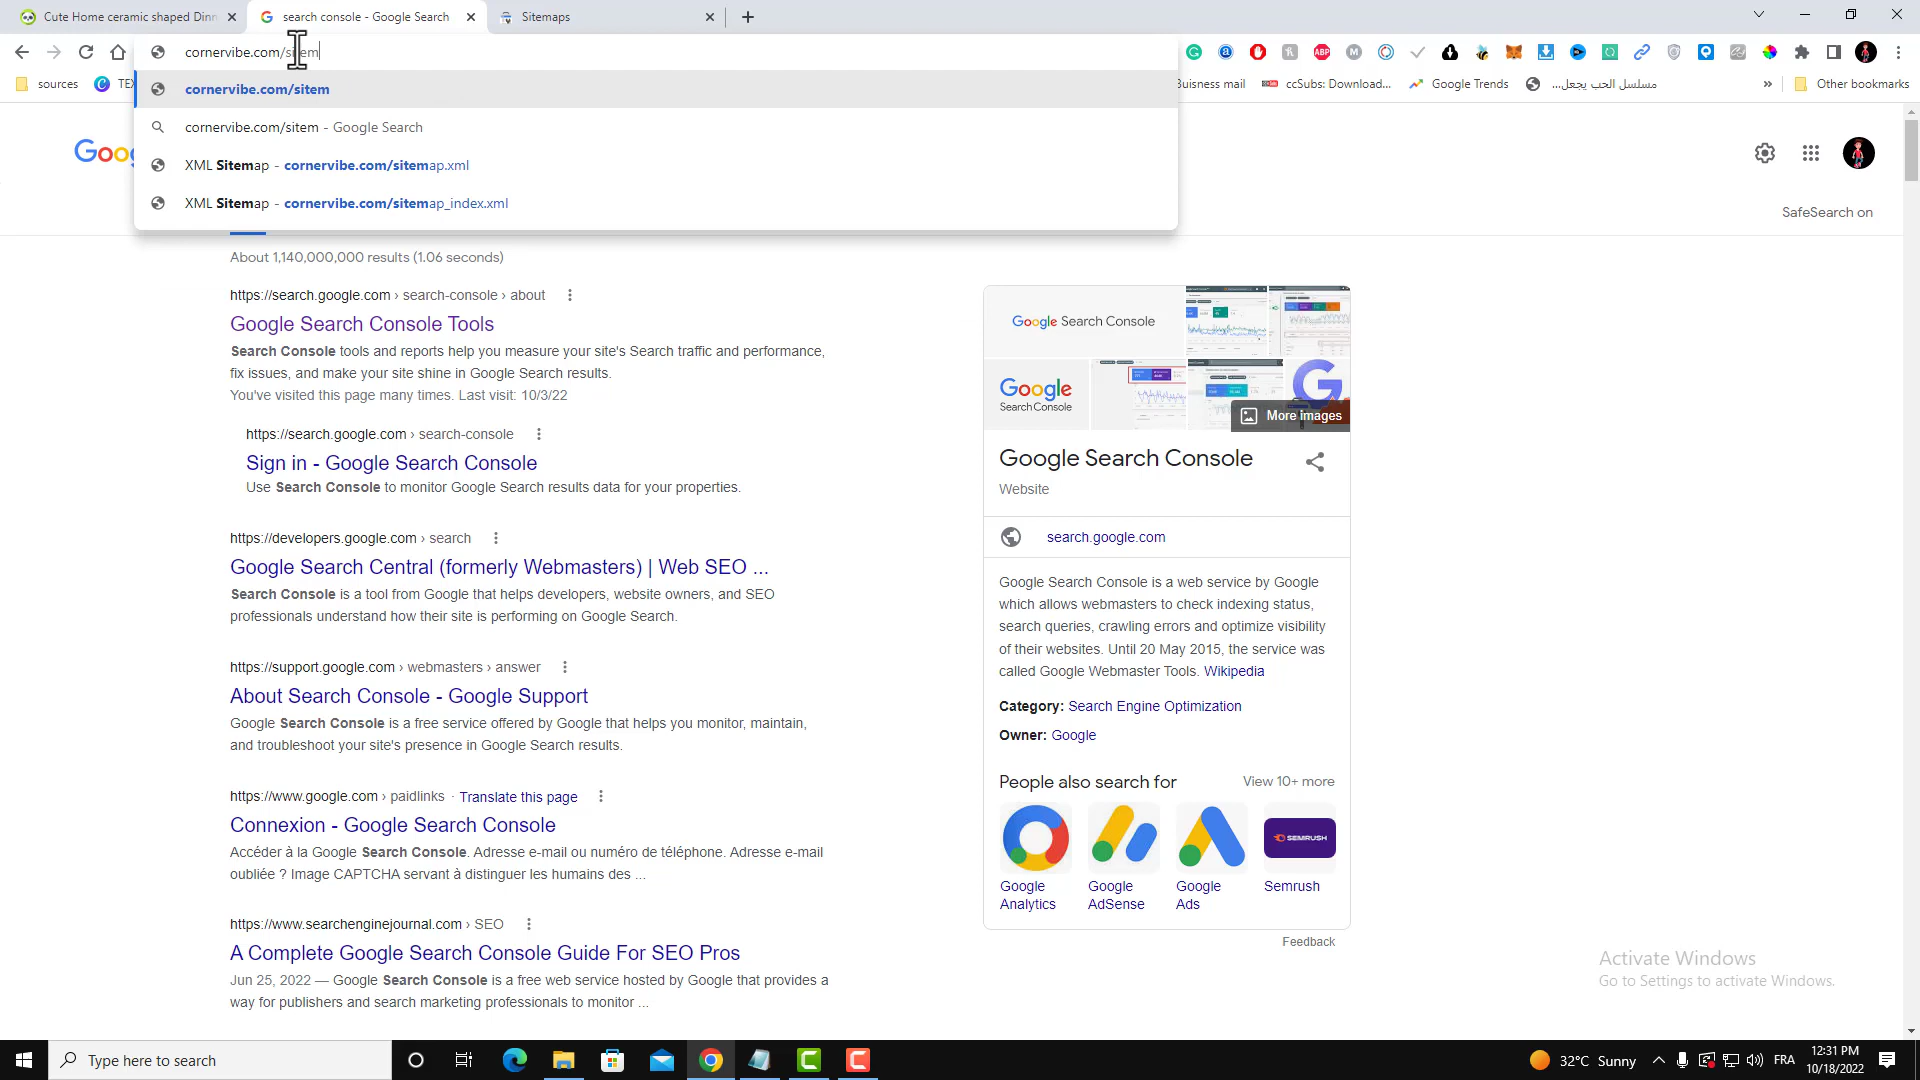 Cute Home ceramic shaped Dinn
search console - Google Search
Sitemaps
cornervibe.com/sitem
cornervibe.com/sitem
cornervibe.com/sitem - Google Search
XML Sitemap - cornervibe.com/sitemap.xml
XML Sitemap - cornervibe.com/sitemap_index.xml
sources
Buisness mail
ccSubs: Download...
Google Trends
مسلسل الحب يجعل...
Other bookmarks
SafeSearch on
About 1,140,000,000 results (1.06 seconds)
https://search.google.com › search-console › about
Google Search Console Tools
Search Console tools and reports help you measure your site's Search traffic and performance,
fix issues, and make your site shine in Google Search results.
You've visited this page many times. Last visit: 10/3/22
https://search.google.com › search-console
Sign in - Google Search Console
Use Search Console to monitor Google Search results data for your properties.
https://developers.google.com › search
Google Search Central (formerly Webmasters) | Web SEO ...
Search Console is a tool from Google that helps developers, website owners, and SEO
professionals understand how their site is performing on Google Search.
https://support.google.com › webmasters › answer
About Search Console - Google Support
Google Search Console is a free service offered by Google that helps you monitor, maintain,
and troubleshoot your site's presence in Google Search results.
https://www.google.com › paidlinks · Translate this page
Connexion - Google Search Console
Accéder à la Google Search Console. Adresse e-mail ou numéro de téléphone. Adresse e-mail
oubliée ? Image CAPTCHA servant à distinguer les humains des ...
https://www.searchenginejournal.com › SEO
A Complete Google Search Console Guide For SEO Pros
Jun 25, 2022 — Google Search Console is a free web service hosted by Google that provides a
way for publishers and search marketing professionals to monitor ...
Google Search Console
Google
Search Console
More images
Google Search Console
Website
search.google.com
Google Search Console is a web service by Google
which allows webmasters to check indexing status,
search queries, crawling errors and optimize visibility
of their websites. Until 20 May 2015, the service was
called Google Webmaster Tools. Wikipedia
Category: Search Engine Optimization
Owner: Google
People also search for
View 10+ more
SEMRUSH
Google Analytics
Google AdSense
Google Ads
Semrush
Feedback
Activate Windows
Go to Settings to activate Windows.
Type here to search
32°C Sunny
FRA
12:31 PM
10/18/2022